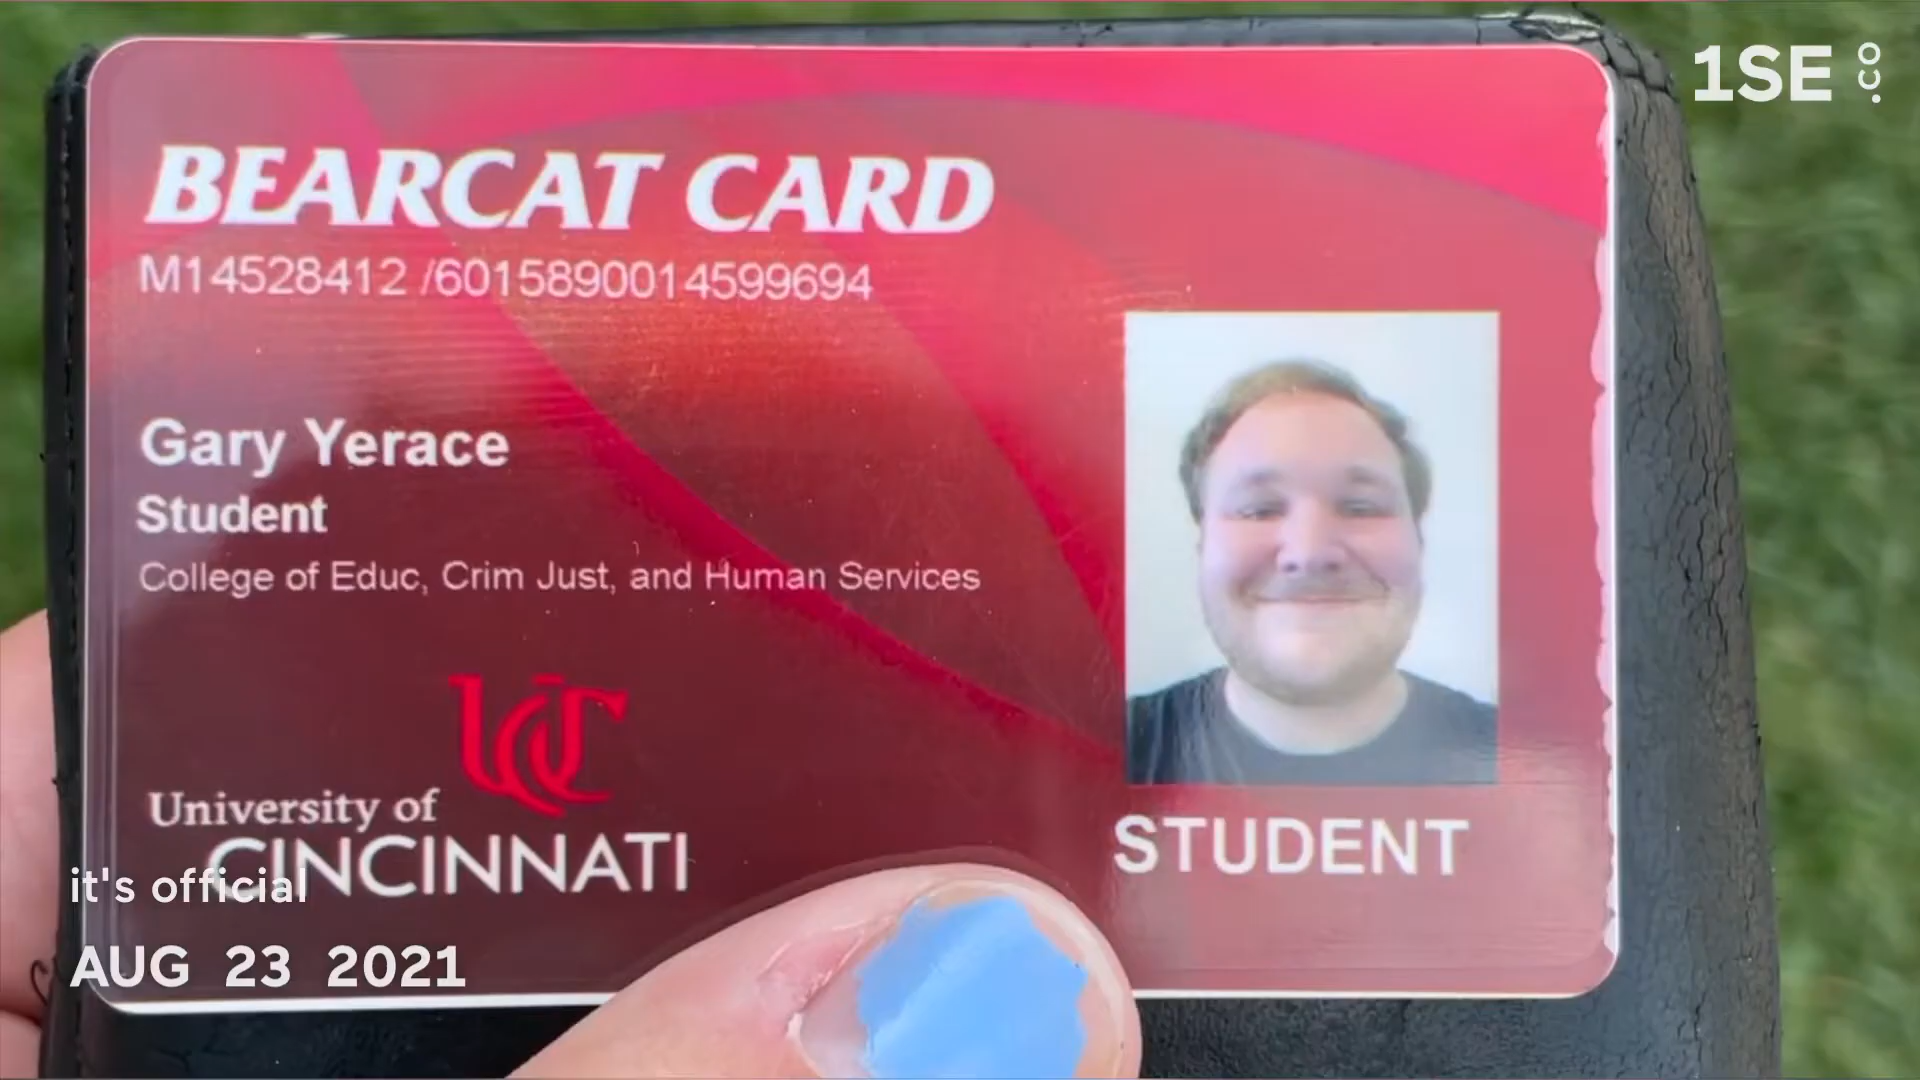 1SE .CO
BEARCAT CARD
M14528412 /6015890014599694
Gary Yerace
Student
College of Educ, Crim Just, and Human Services
UC
University of
CINCINNATI
STUDENT
it's official
AUG 23 2021